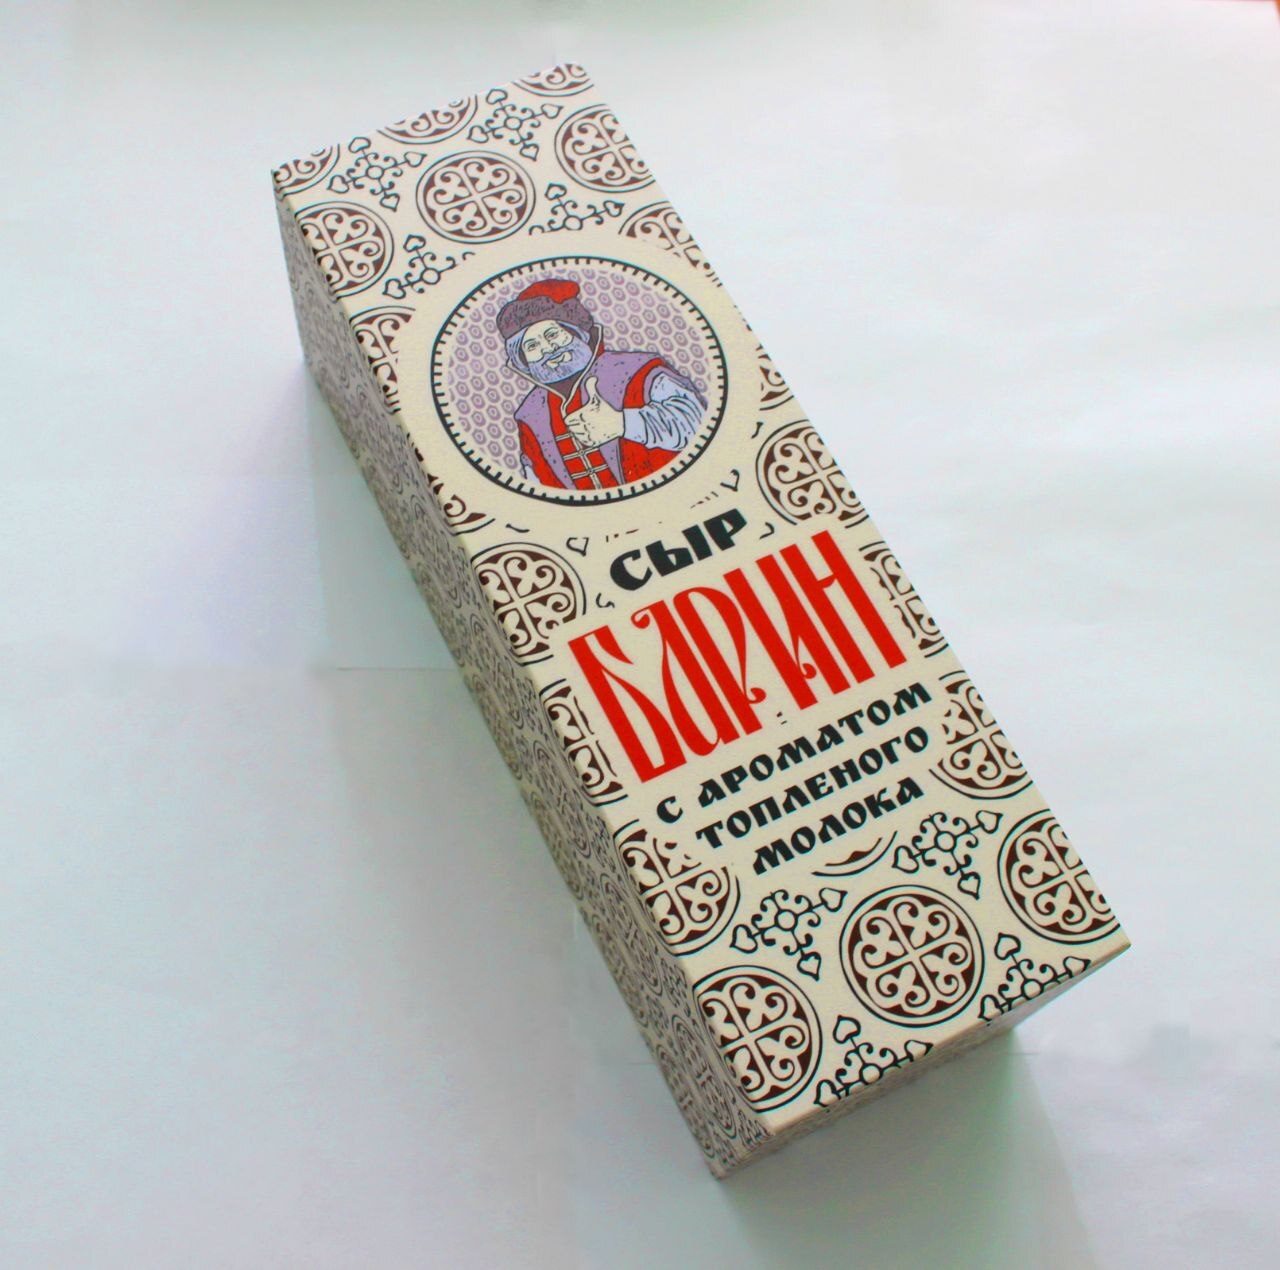 СЫР
БАРИН
С АРОМАТОМ
ТОПЛЕНОГО
МОЛОКА